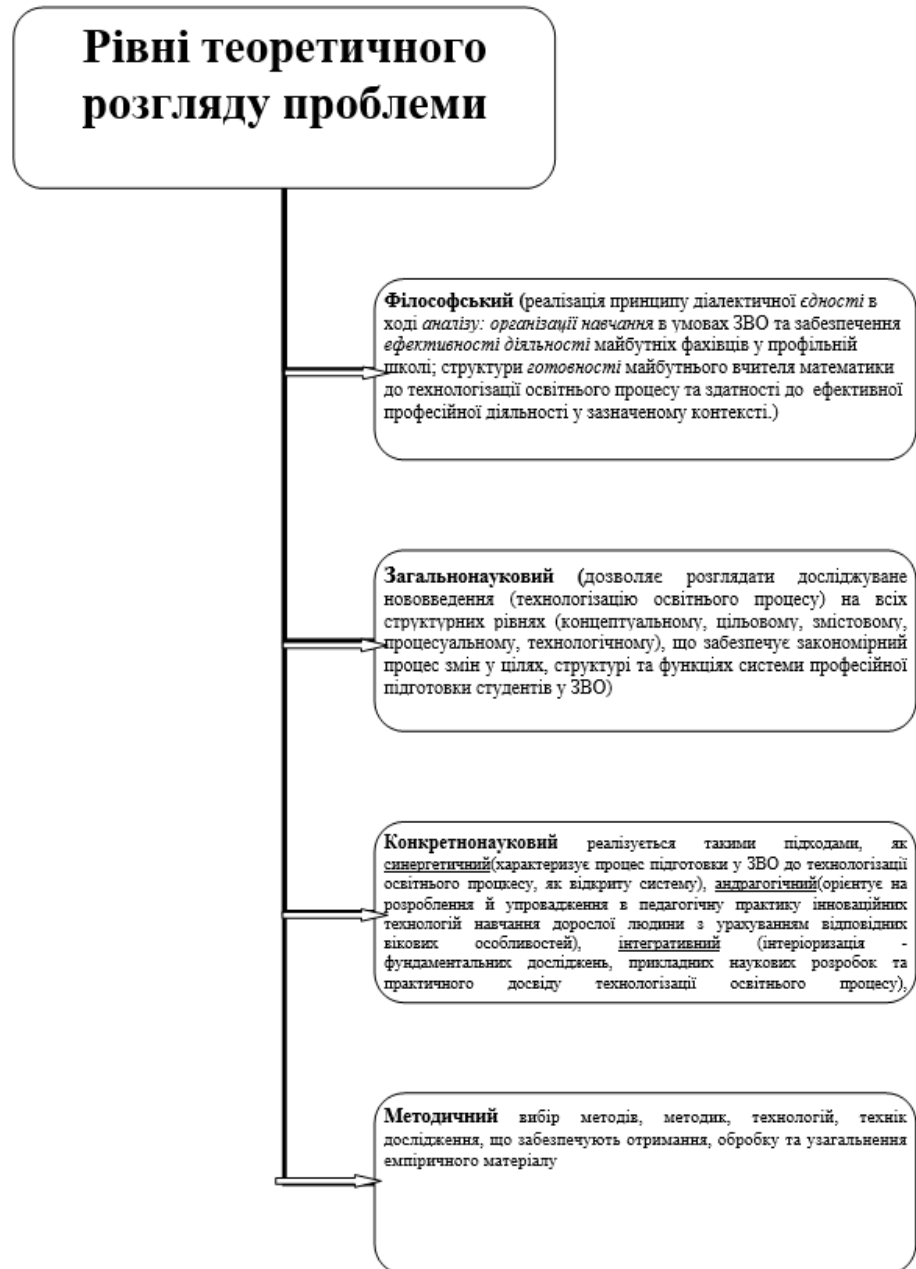 Рівні теоретичного
розгляду проблеми
Філософський (реалізація принципу діалектичної єдності в
ході аналізу: організації навчання в умовах ЗВО та забезпечення
ефективності діяльності майбутніх фахівців у профільній
школі; структури готовності майбутнього вчителя математики
до технологізації освітнього процесу та здатності до ефективної
професійної діяльності у зазначеному контексті.)
Загальнонауковий (дозволяє розглядати досліджуване
нововведення (технологізацію освітнього процесу) на всіх
структурних рівнях (концептуальному, цільовому, змістовому,
процесуальному, технологічному), що забезпечує закономірний
процес змін у цілях, структурі та функціях системи професійної
підготовки студентів у ЗВО)
Конкретнонауковий реалізується такими підходами, як
синергетичний(характеризує процес підготовки у ЗВО до технологізації
освітнього процкесу, як відкриту систему), андрагогічний(орієнтує на
розроблення й упровадження в педагогічну практику інноваційних
технологій навчання дорослої людини з урахуванням відповідних
вікових особливостей), інтегративний (інтеріоризація -
фундаментальних досліджень, прикладних наукових розробок та
практичного досвіду технологізації освітнього процесу),
Методичний вибір методів, методик, технологій, технік
дослідження, що забезпечують отримання, обробку та узагальнення
емпіричного матеріалу